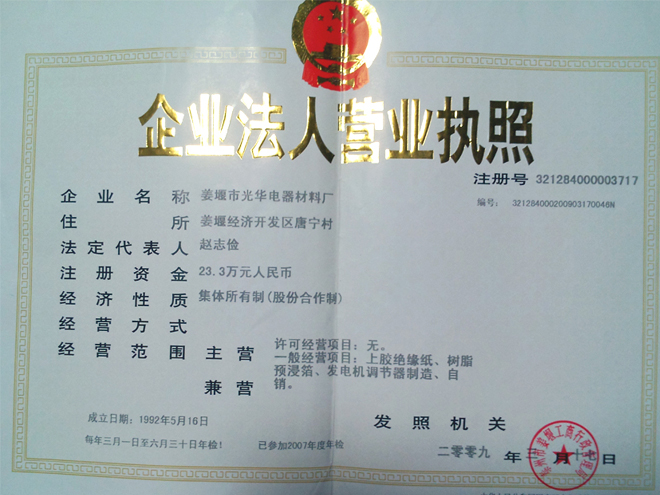 企业法人营业执照
注册号 321284000003717
编号： 321284000200903170046N
企业名称 姜堰市光华电器材料厂
住所 姜堰经济开发区唐宁村
法定代表人 赵志俭
注册资金 23.3万元人民币
经济性质 集体所有制(股份合作制)
经营方式
经营范围 主营 许可经营项目：无。
一般经营项目：上胶绝缘纸、树脂
预浸箔、发电机调节器制造、自
兼营 销。
成立日期：1992年5月16日
发照机关
每年三月一日至六月三十日年检！
已参加2007年度年检
二零零九 年 三 月 十七 日